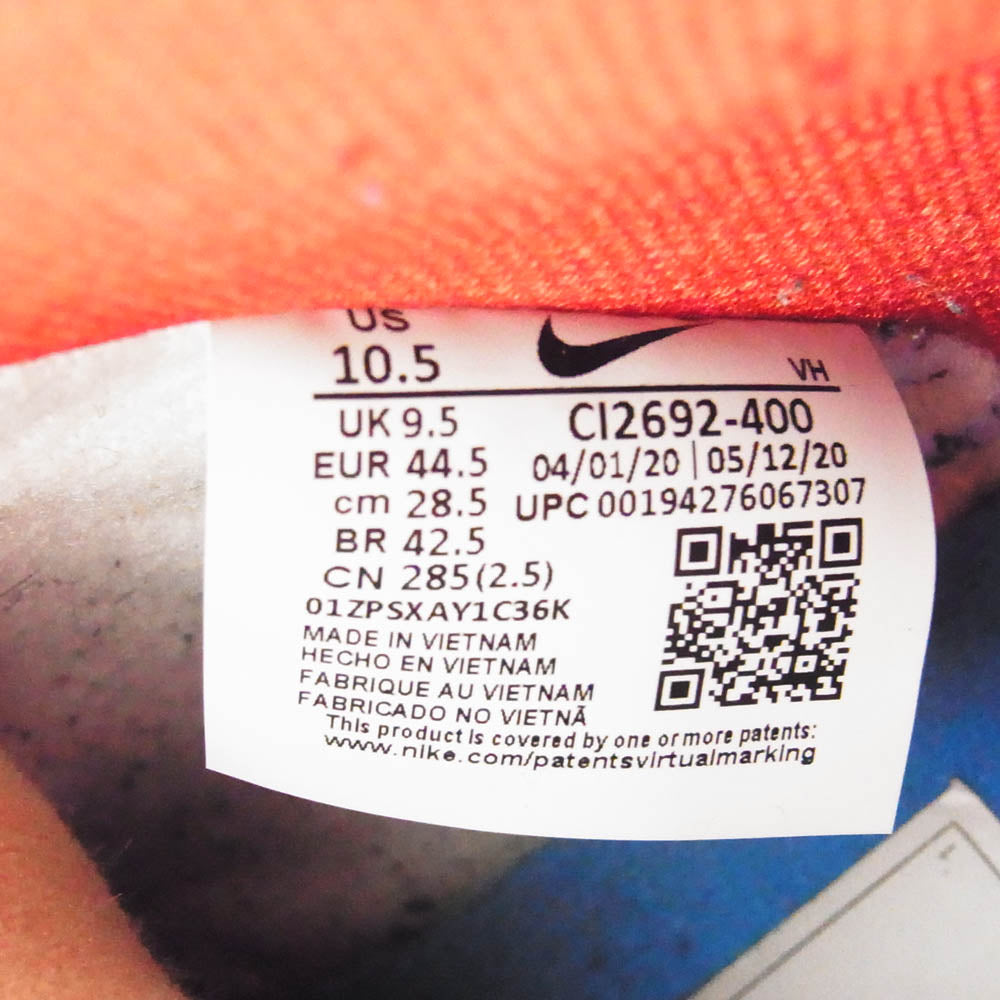 US
10.5
VH
UK 9.5
EUR 44.5
cm 28.5
BR 42.5
CN 285(2.5)
CI2692-400
04/01/20 | 05/12/20
UPC 00194276067307
01ZPSXAY1C36K
MADE IN VIETNAM
HECHO EN VIETNAM
FABRIQUE AU VIETNAM
FABRICADO NO VIETNÃ
This product is covered by one or more patents:
www.nike.com/patentsvirtualmarking